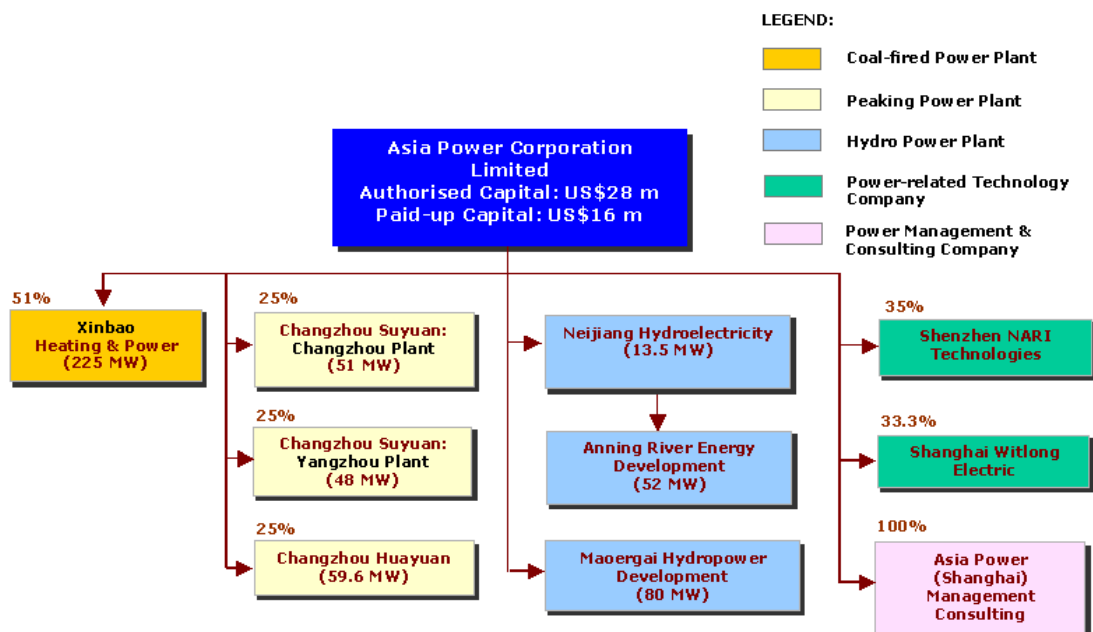 LEGEND:
Coal-fired Power Plant
Peaking Power Plant
Hydro Power Plant
Power-related Technology
Company
Power Management &
Consulting Company
Asia Power Corporation
Limited
Authorised Capital: US$28 m
Paid-up Capital: US$16 m
51%
Xinbao
Heating & Power
(225 MW)
25%
Changzhou Suyuan:
Changzhou Plant
(51 MW)
25%
Changzhou Suyuan:
Yangzhou Plant
(48 MW)
25%
Changzhou Huayuan
(59.6 MW)
Neijiang Hydroelectricity
(13.5 MW)
Anning River Energy
Development
(52 MW)
Maoergai Hydropower
Development
(80 MW)
35%
Shenzhen NARI
Technologies
33.3%
Shanghai Witlong
Electric
100%
Asia Power
(Shanghai)
Management
Consulting